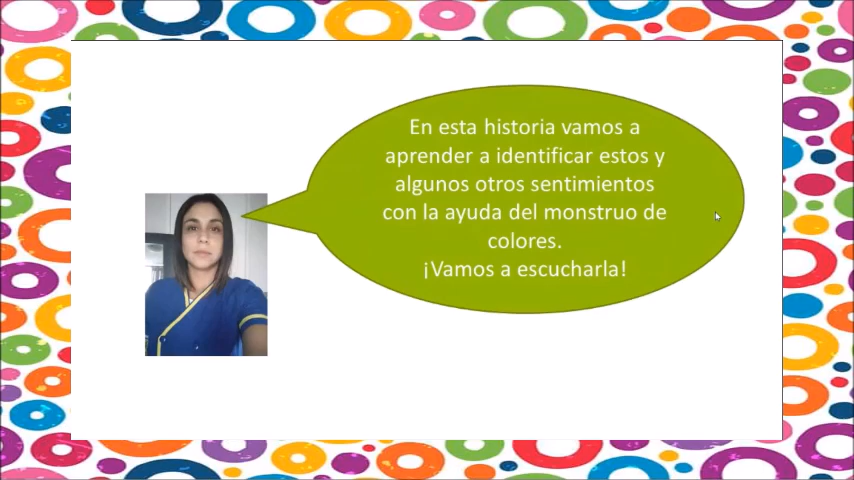 En esta historia vamos a
aprender a identificar estos y
algunos otros sentimientos
con la ayuda del monstruo de
colores.
¡Vamos a escucharla!